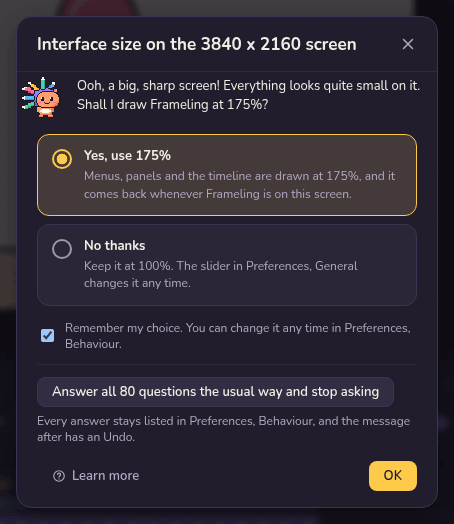 Interface size on the 3840 x 2160 screen
Ooh, a big, sharp screen! Everything looks quite small on it.
Shall I draw Frameling at 175%?
Yes, use 175%
Menus, panels and the timeline are drawn at 175%, and it
comes back whenever Frameling is on this screen.
No thanks
Keep it at 100%. The slider in Preferences, General
changes it any time.
Remember my choice. You can change it any time in Preferences,
Behaviour.
Answer all 80 questions the usual way and stop asking
Every answer stays listed in Preferences, Behaviour, and the message
after has an Undo.
Learn more
OK